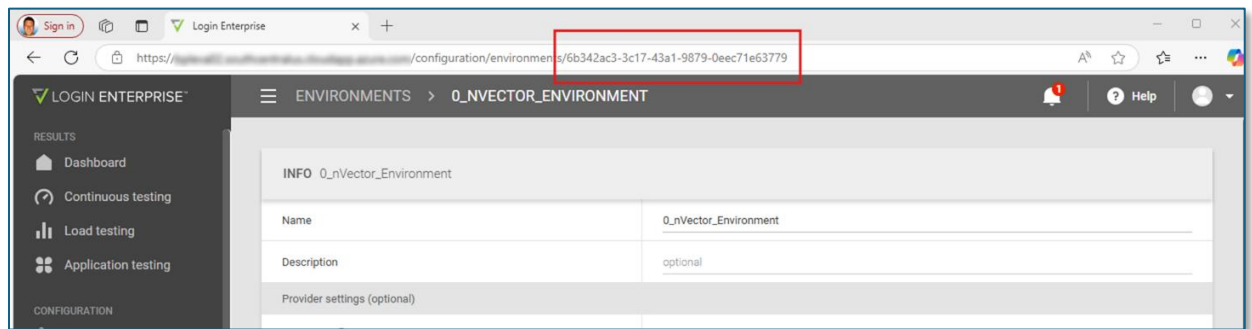 Sign in
Login Enterprise
https://
/configuration/environments/6b342ac3-3c17-43a1-9879-0eec71e63779
LOGIN ENTERPRISE
ENVIRONMENTS > 0_NVECTOR_ENVIRONMENT
1
Help
RESULTS
Dashboard
Continuous testing
Load testing
Application testing
CONFIGURATION
INFO 0_nVector_Environment
Name
0_nVector_Environment
Description
optional
Provider settings (optional)